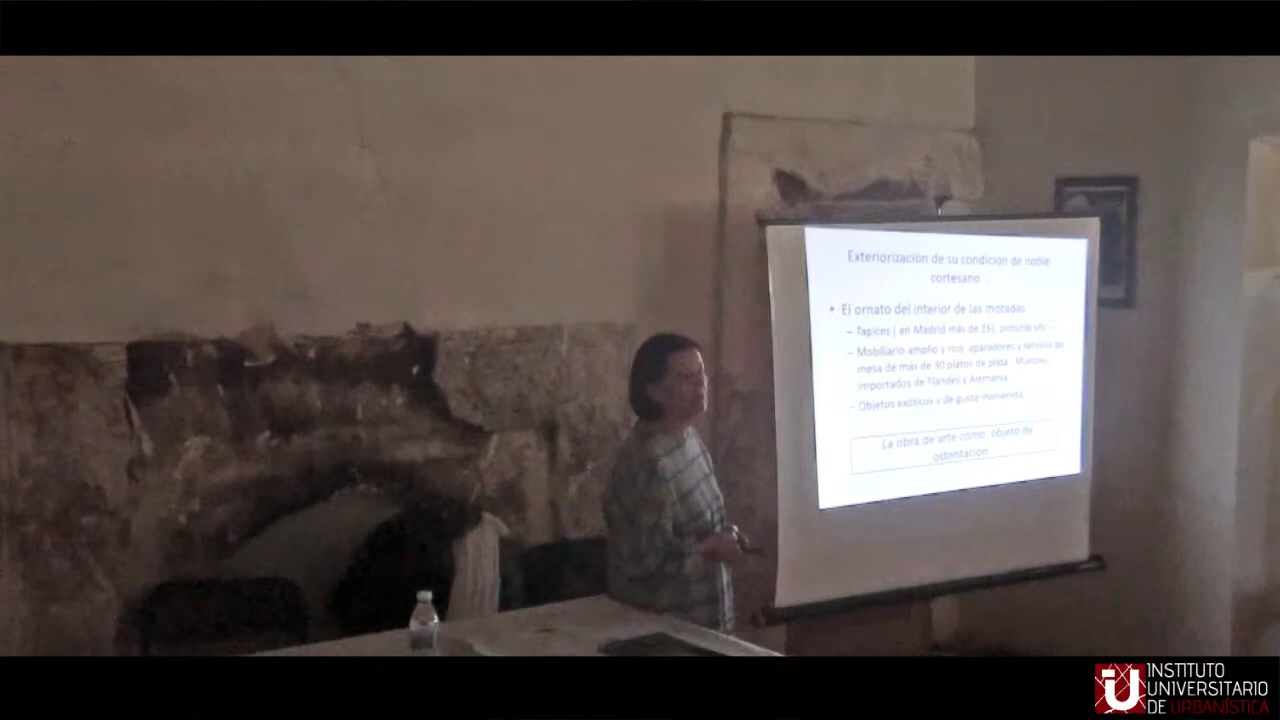 Exteriorización de su condición de noble
cortesano
• El ornato del interior de las moradas
– Tapices ( en Madrid más de 16), pinturas etc
– Mobiliario amplio y rico, aparadores y servicio de
mesa de más de 30 platos de plata. Muebles
importados de Flandes y Alemania
– Objetos exóticos y de gusto manierista
La obra de arte como objeto de
ostentación
INSTITUTO
UNIVERSITARIO
DE URBANÍSTICA